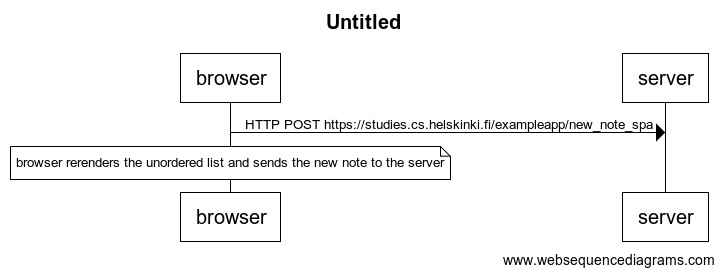 Untitled
browser
server
HTTP POST https://studies.cs.helskinki.fi/exampleapp/new_note_spa
browser rerenders the unordered list and sends the new note to the server
browser
server
www.websequencediagrams.com